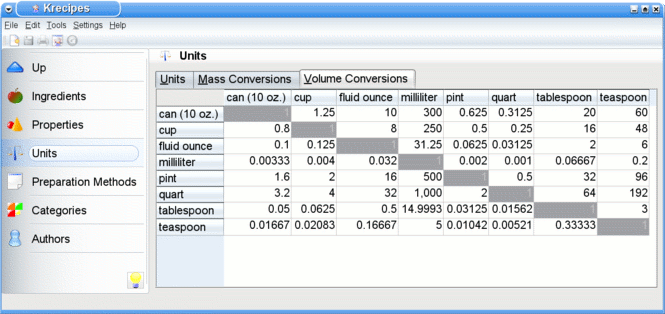 Krecipes
File Edit Tools Settings Help
Units
Up
Ingredients
Properties
Units
Preparation Methods
Categories
Authors
Units Mass Conversions Volume Conversions
can (10 oz.) cup fluid ounce milliliter pint quart tablespoon teaspoon
can (10 oz.) 1 1.25 10 300 0.625 0.3125 20 60
cup 0.8 1 8 250 0.5 0.25 16 48
fluid ounce 0.1 0.125 1 31.25 0.0625 0.03125 2 6
milliliter 0.00333 0.004 0.032 1 0.002 0.001 0.06667 0.2
pint 1.6 2 16 500 1 0.5 32 96
quart 3.2 4 32 1,000 2 1 64 192
tablespoon 0.05 0.0625 0.5 14.9993 0.03125 0.01562 1 3
teaspoon 0.01667 0.02083 0.16667 5 0.01042 0.00521 0.33333 1